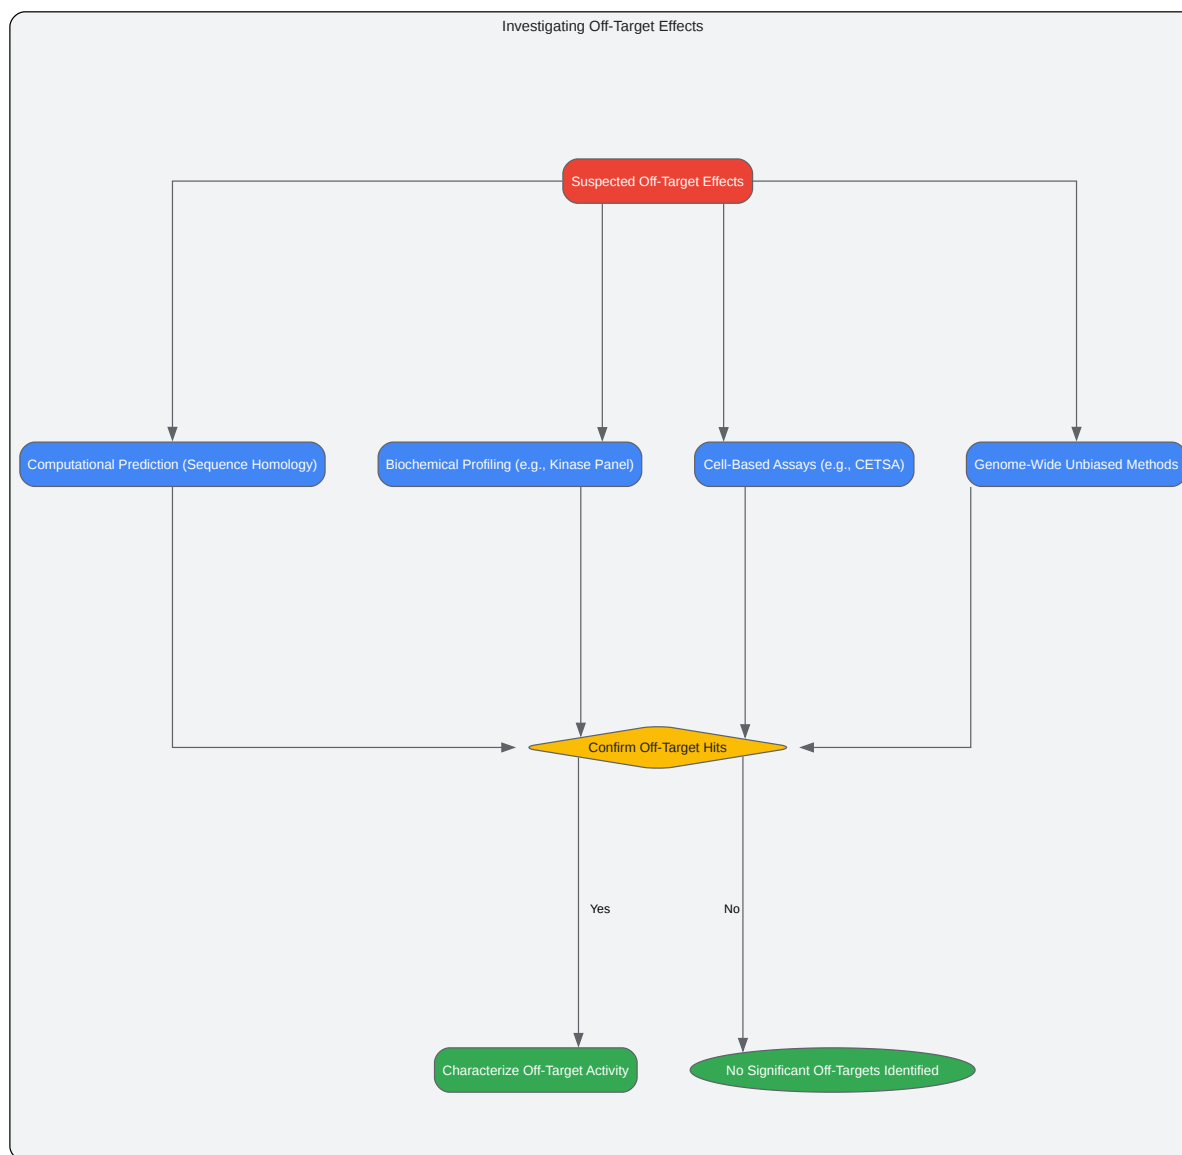 Investigating Off-Target Effects
Suspected Off-Target Effects
Computational Prediction (Sequence Homology)
Biochemical Profiling (e.g., Kinase Panel)
Cell-Based Assays (e.g., CETSA)
Genome-Wide Unbiased Methods
Confirm Off-Target Hits
Yes
No
Characterize Off-Target Activity
No Significant Off-Targets Identified